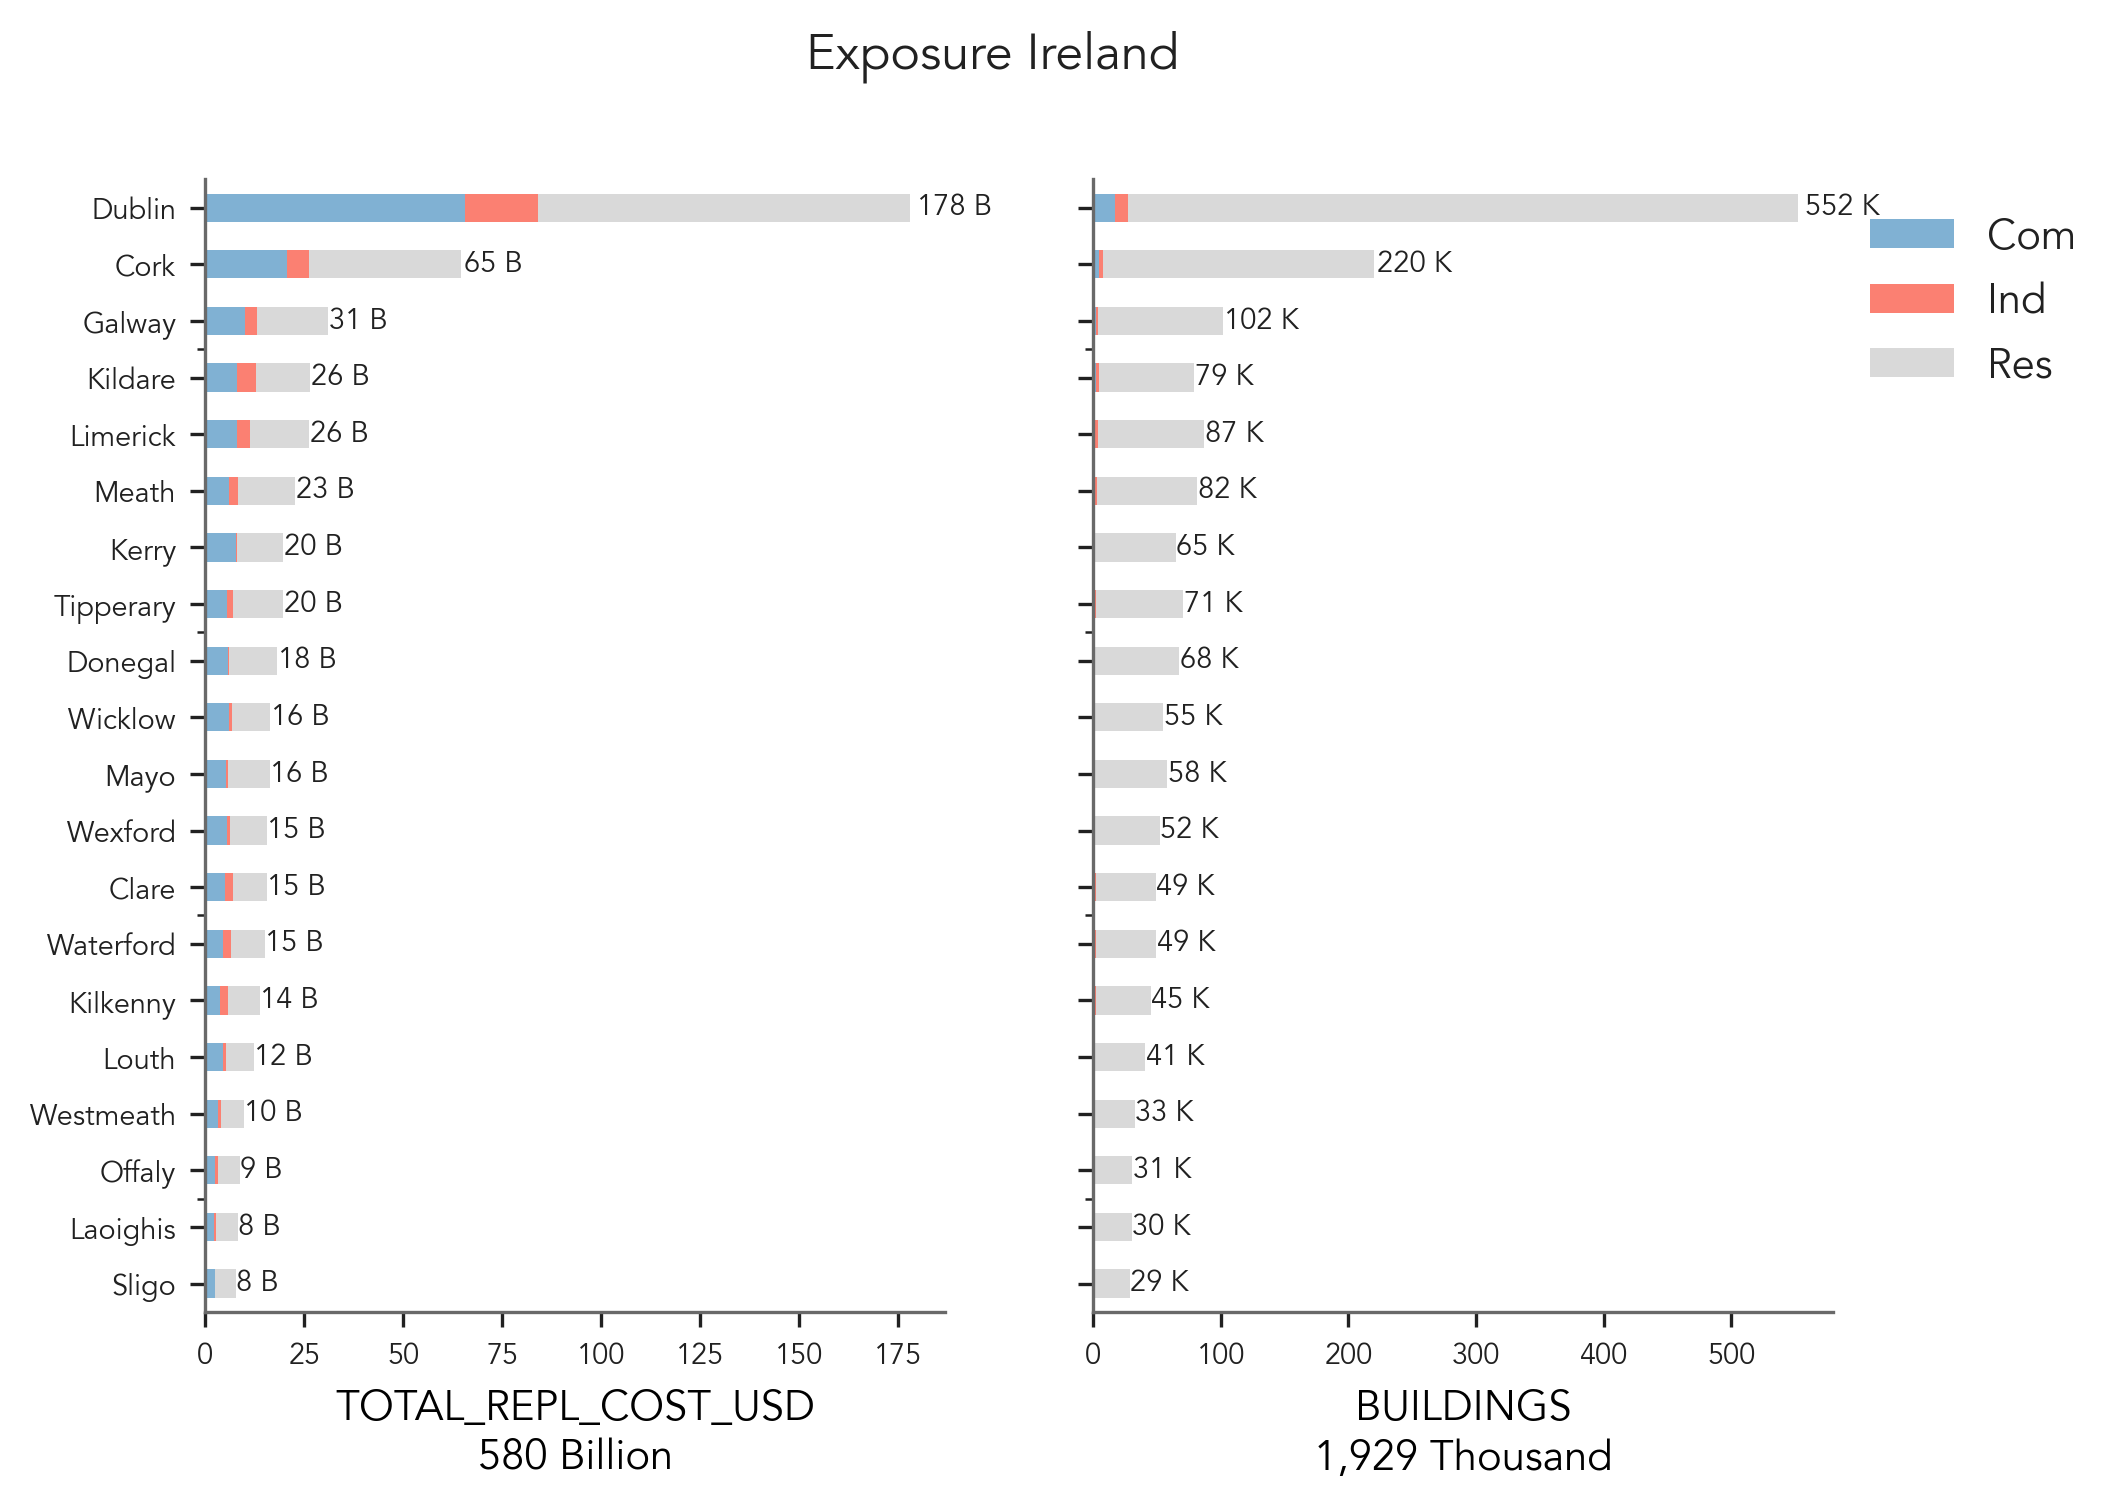 Exposure Ireland
Dublin 178 B 552 K
Cork 65 B 220 K
Galway 31 B 102 K
Kildare 26 B 79 K
Limerick 26 B 87 K
Meath 23 B 82 K
Kerry 20 B 65 K
Tipperary 20 B 71 K
Donegal 18 B 68 K
Wicklow 16 B 55 K
Mayo 16 B 58 K
Wexford 15 B 52 K
Clare 15 B 49 K
Waterford 15 B 49 K
Kilkenny 14 B 45 K
Louth 12 B 41 K
Westmeath 10 B 33 K
Offaly 9 B 31 K
Laoighis 8 B 30 K
Sligo 8 B 29 K
0 25 50 75 100 125 150 175
TOTAL_REPL_COST_USD
580 Billion
0 100 200 300 400 500
BUILDINGS
1,929 Thousand
Com
Ind
Res